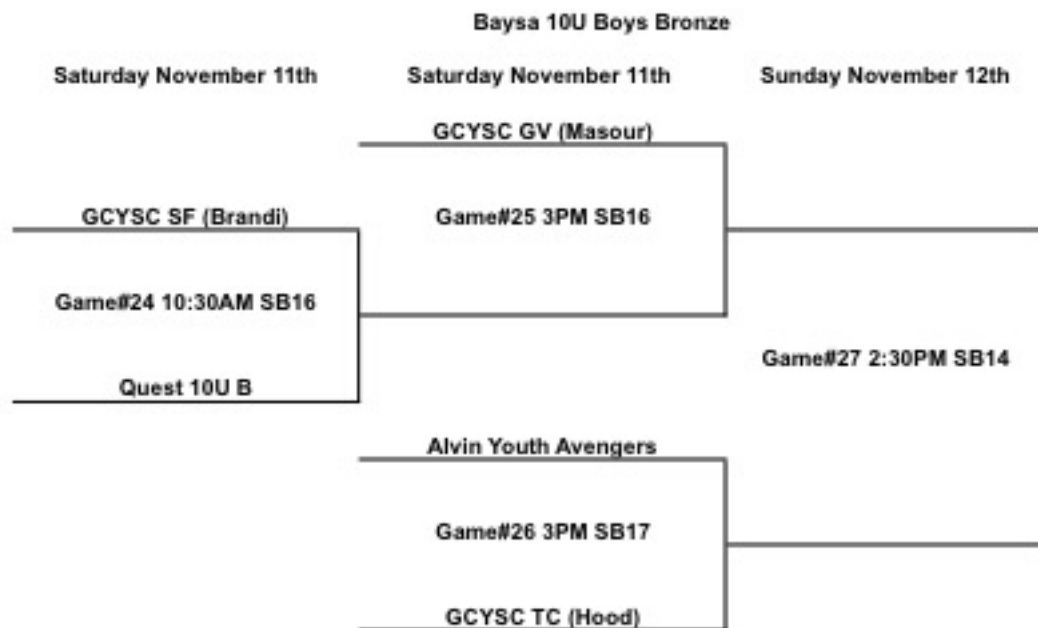 Baysa 10U Boys Bronze
Saturday November 11th
Saturday November 11th
Sunday November 12th
GCYSC GV (Masour)
GCYSC SF (Brandi)
Game#25 3PM SB16
Game#24 10:30AM SB16
Game#27 2:30PM SB14
Quest 10U B
Alvin Youth Avengers
Game#26 3PM SB17
GCYSC TC (Hood)